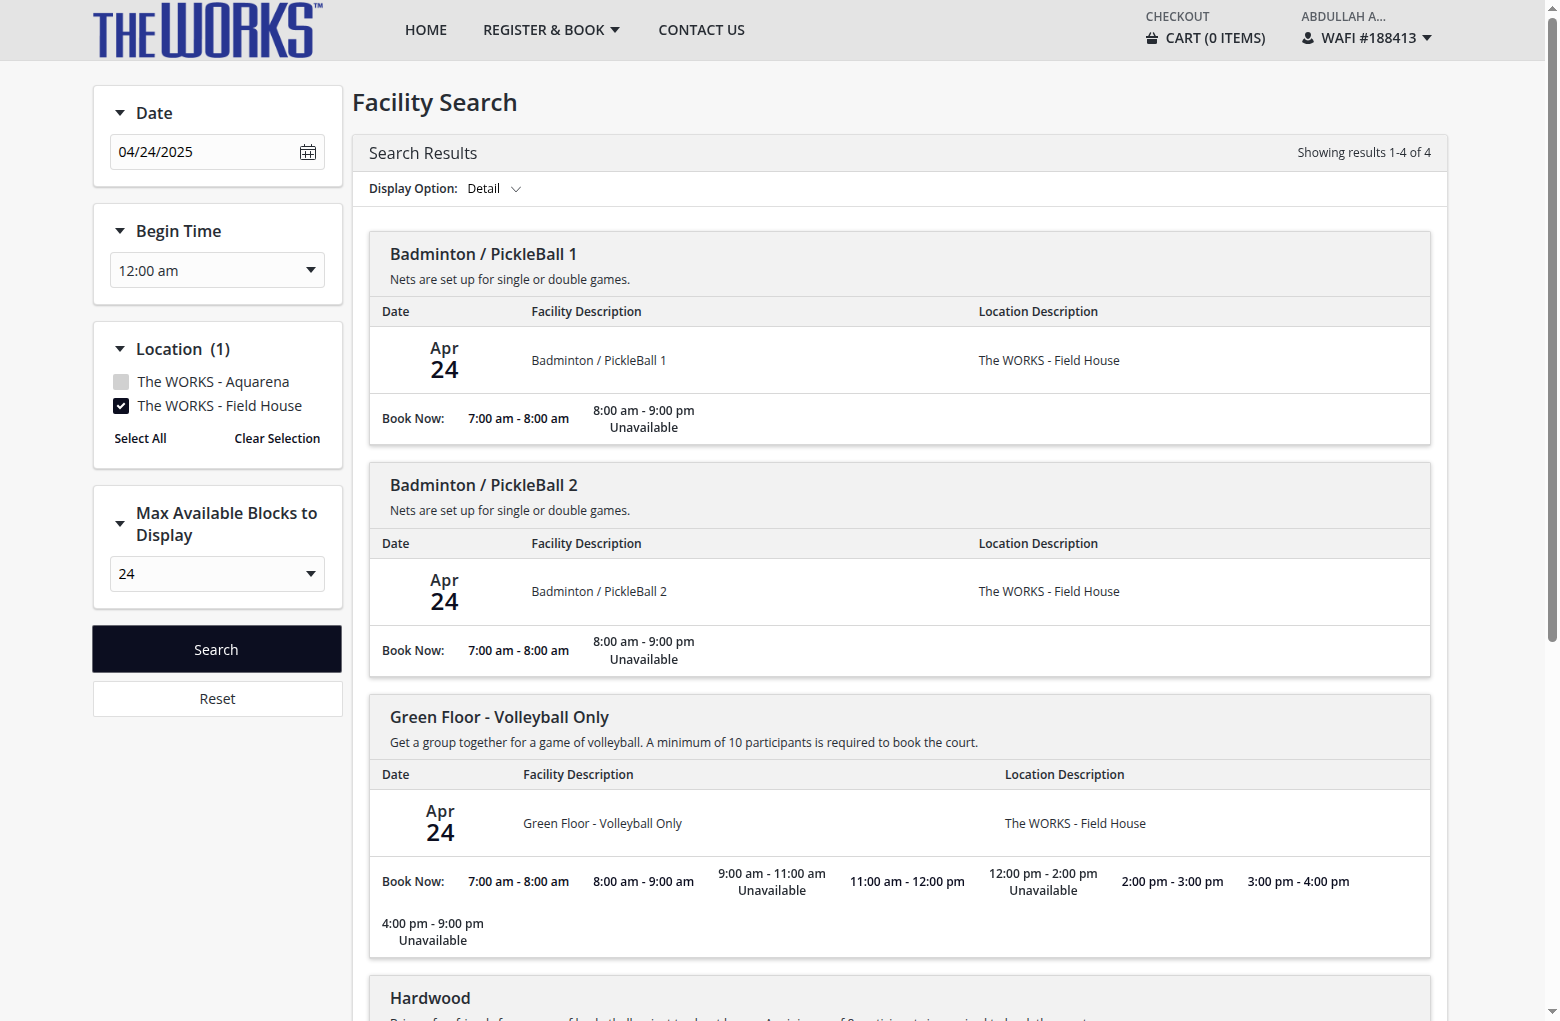 THE WORKS™
HOME
REGISTER & BOOK
CONTACT US
CHECKOUT
CART (0 ITEMS)
ABDULLAH A...
WAFI #188413
Date
04/24/2025
Begin Time
12:00 am
Location (1)
The WORKS - Aquarena
The WORKS - Field House
Select All
Clear Selection
Max Available Blocks to
Display
24
Search
Reset
Facility Search
Search Results
Showing results 1-4 of 4
Display Option: Detail
Badminton / PickleBall 1
Nets are set up for single or double games.
Date Facility Description Location Description
Apr
24
Badminton / PickleBall 1
The WORKS - Field House
Book Now: 7:00 am - 8:00 am
8:00 am - 9:00 pm
Unavailable
Badminton / PickleBall 2
Nets are set up for single or double games.
Date Facility Description Location Description
Apr
24
Badminton / PickleBall 2
The WORKS - Field House
Book Now: 7:00 am - 8:00 am
8:00 am - 9:00 pm
Unavailable
Green Floor - Volleyball Only
Get a group together for a game of volleyball. A minimum of 10 participants is required to book the court.
Date Facility Description Location Description
Apr
24
Green Floor - Volleyball Only
The WORKS - Field House
Book Now: 7:00 am - 8:00 am
8:00 am - 9:00 am
9:00 am - 11:00 am
Unavailable
11:00 am - 12:00 pm
12:00 pm - 2:00 pm
Unavailable
2:00 pm - 3:00 pm
3:00 pm - 4:00 pm
4:00 pm - 9:00 pm
Unavailable
Hardwood